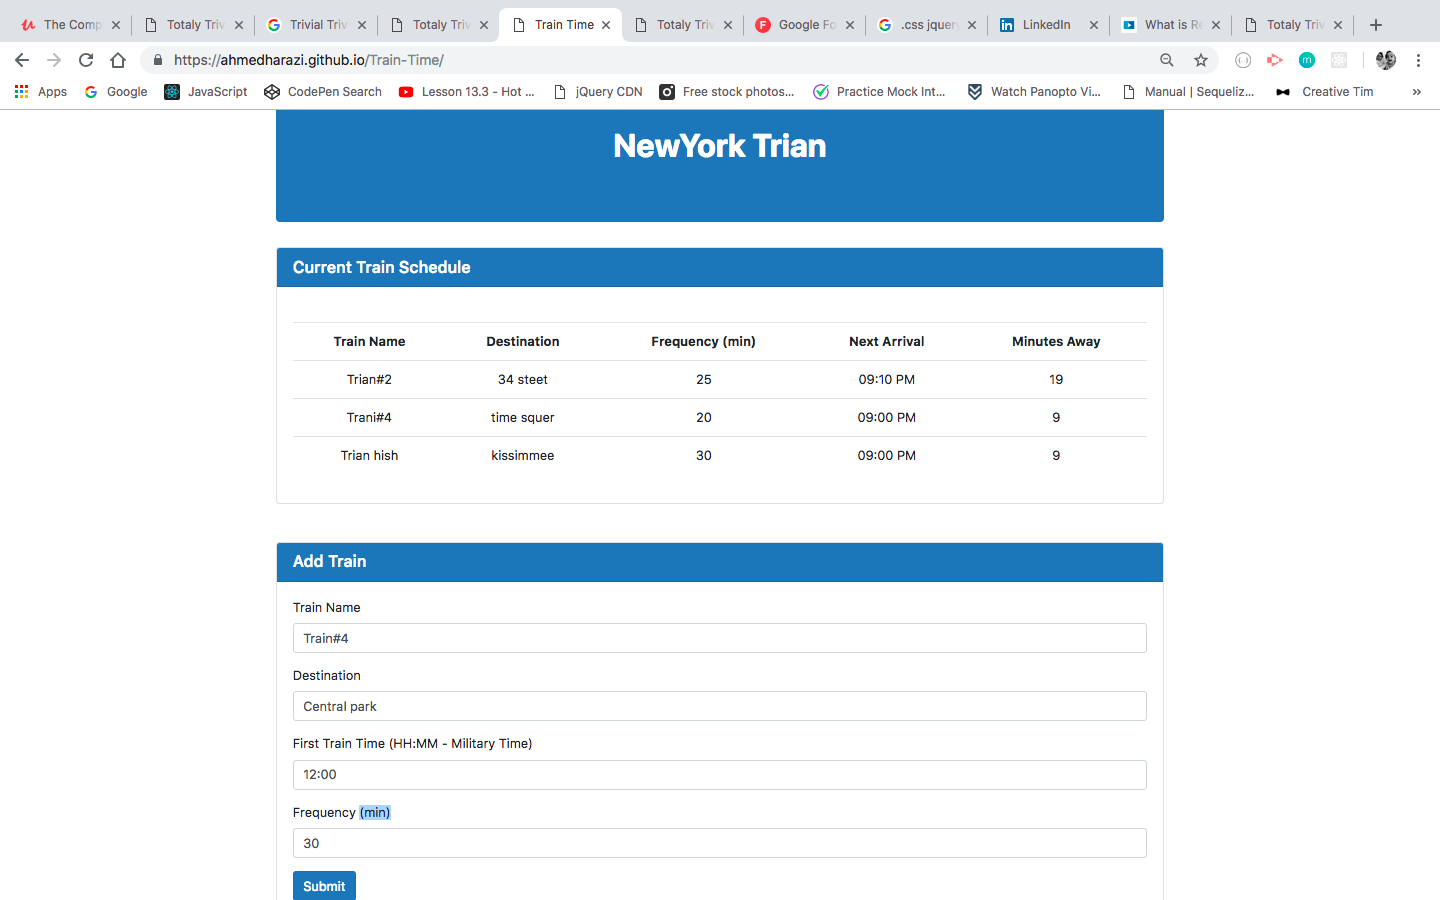 The Comp Totaly Triv Trivial Triv Totaly Triv Train Time Totaly Triv Google Fo .css jquery LinkedIn What is Re Totaly Triv
https://ahmedharazi.github.io/Train-Time/
Apps Google JavaScript CodePen Search Lesson 13.3 - Hot ... jQuery CDN Free stock photos... Practice Mock Int... Watch Panopto Vi... Manual | Sequeliz... Creative Tim »
NewYork Trian
Current Train Schedule
Train Name Destination Frequency (min) Next Arrival Minutes Away
Trian#2 34 steet 25 09:10 PM 19
Trani#4 time squer 20 09:00 PM 9
Trian hish kissimmee 30 09:00 PM 9
Add Train
Train Name
Train#4
Destination
Central park
First Train Time (HH:MM - Military Time)
12:00
Frequency (min)
30
Submit